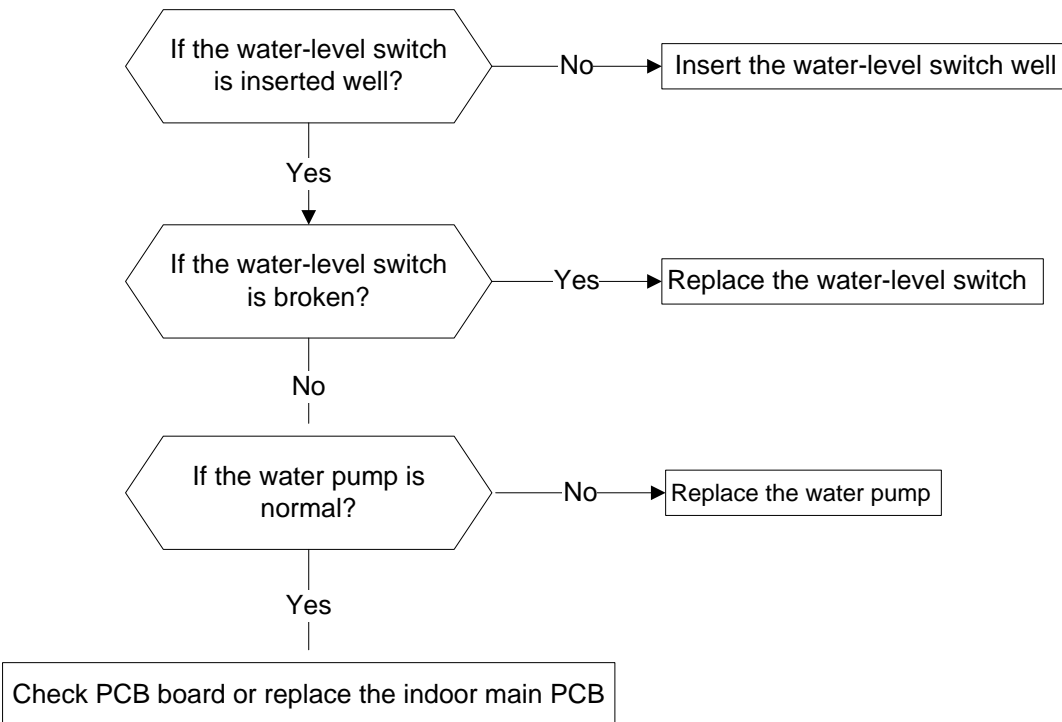 If the water-level switch
is inserted well?
No
Insert the water-level switch well
Yes
If the water-level switch
is broken?
Yes
Replace the water-level switch
No
If the water pump is
normal?
No
Replace the water pump
Yes
Check PCB board or replace the indoor main PCB